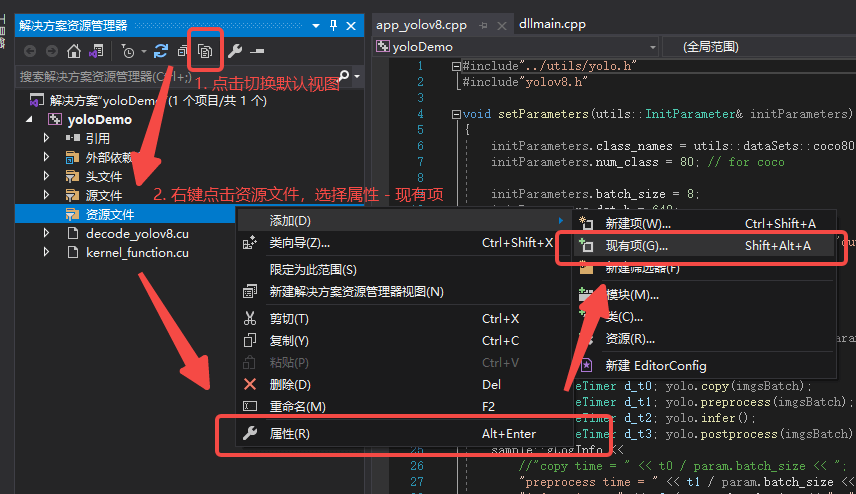 工具箱
解决方案资源管理器
搜索解决方案资源管理器(Ctrl+;)
1. 点击切换默认视图
解决方案"yoloDemo"(1 个项目/共 1 个)
yoloDemo
引用
外部依赖
头文件
源文件
资源文件
decode_yolov8.cu
kernel_function.cu
2. 右键点击资源文件，选择属性 - 现有项
添加(D)
类向导(Z)... Ctrl+Shift+X
限定为此范围(S)
新建解决方案资源管理器视图(N)
剪切(T) Ctrl+X
复制(Y) Ctrl+C
粘贴(P) Ctrl+V
删除(D) Del
重命名(M) F2
属性(R) Alt+Enter
新建项(W)... Ctrl+Shift+A
现有项(G)... Shift+Alt+A
新建筛选器(F)
模块(M)...
类(C)...
资源(R)...
新建 EditorConfig
app_yolov8.cpp
dllmain.cpp
yoloDemo
(全局范围)
1 #include"../utils/yolo.h"
2 #include"yolov8.h"
3
4 void setParameters(utils::InitParameter& initParameters)
5 {
6 initParameters.class_names = utils::dataSets::coco80
7 initParameters.num_class = 80; // for coco
8
9 initParameters.batch_size = 8;
eTimer d_t0; yolo.copy(imgsBatch);
eTimer d_t1; yolo.preprocess(imgsBatch);
eTimer d_t2; yolo.infer();
eTimer d_t3; yolo.postprocess(imgsBatch)
25 sample::gLogInfo <<
26 //"copy time = " << t0 / param.batch_size << ";
27 "preprocess time = " << t1 / param.batch_size <<
28